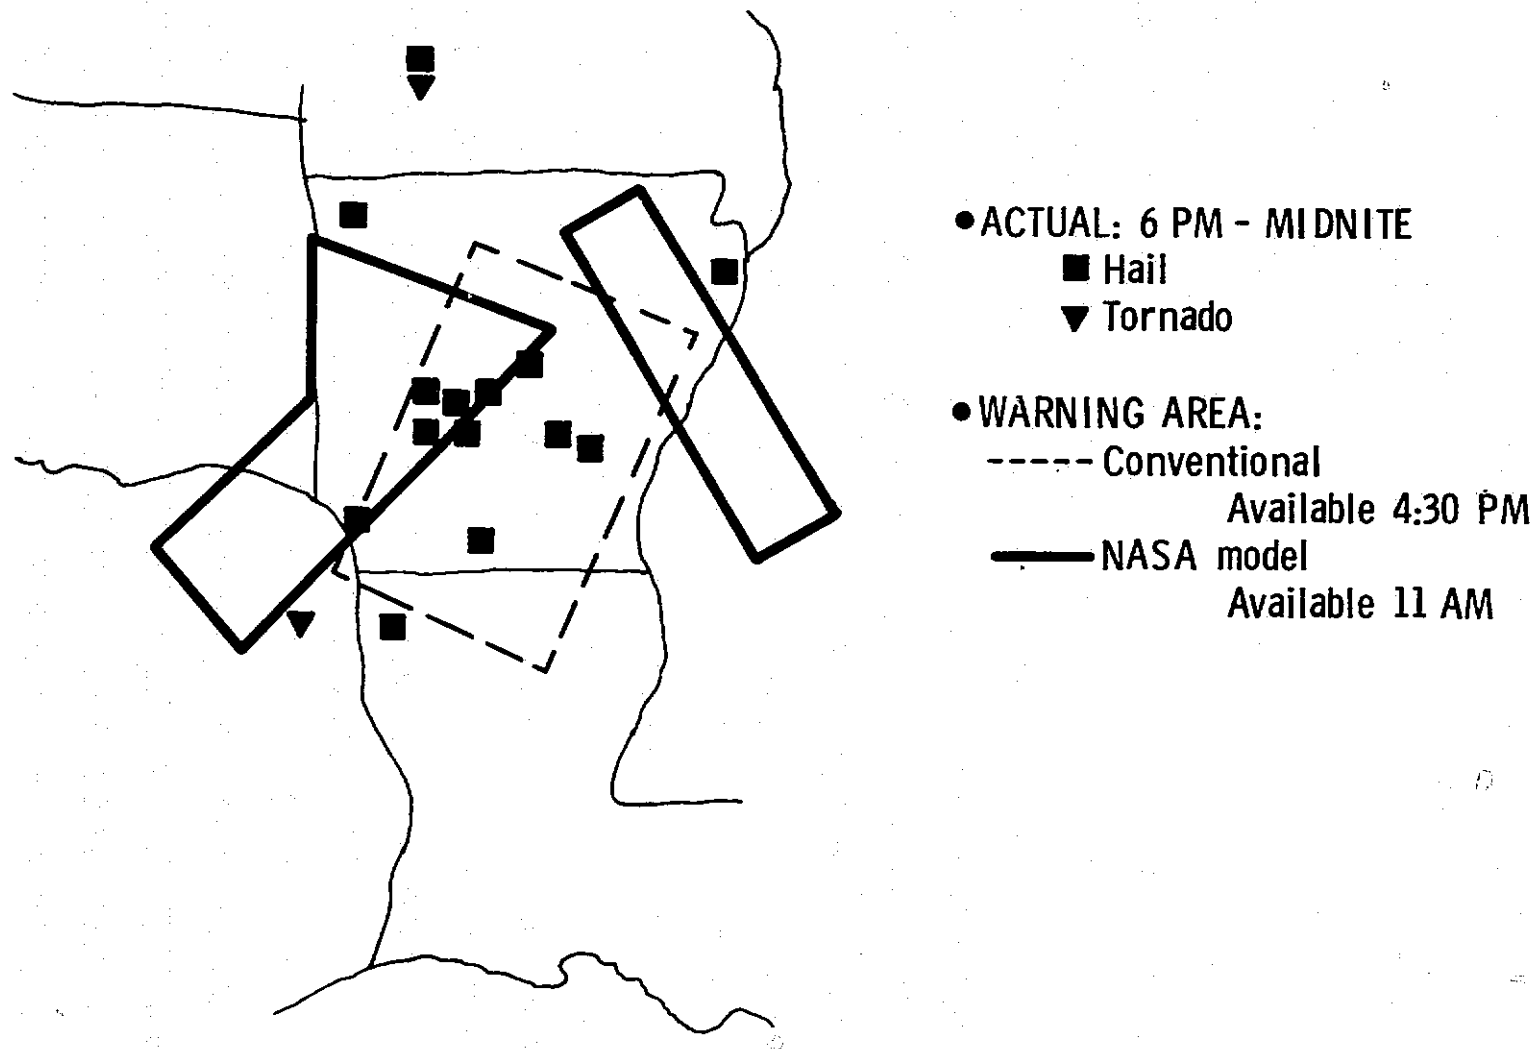 ● ACTUAL: 6 PM - MIDNITE
■ Hail
▼ Tornado
● WARNING AREA:
----- Conventional
Available 4:30 PM
NASA model
Available 11 AM